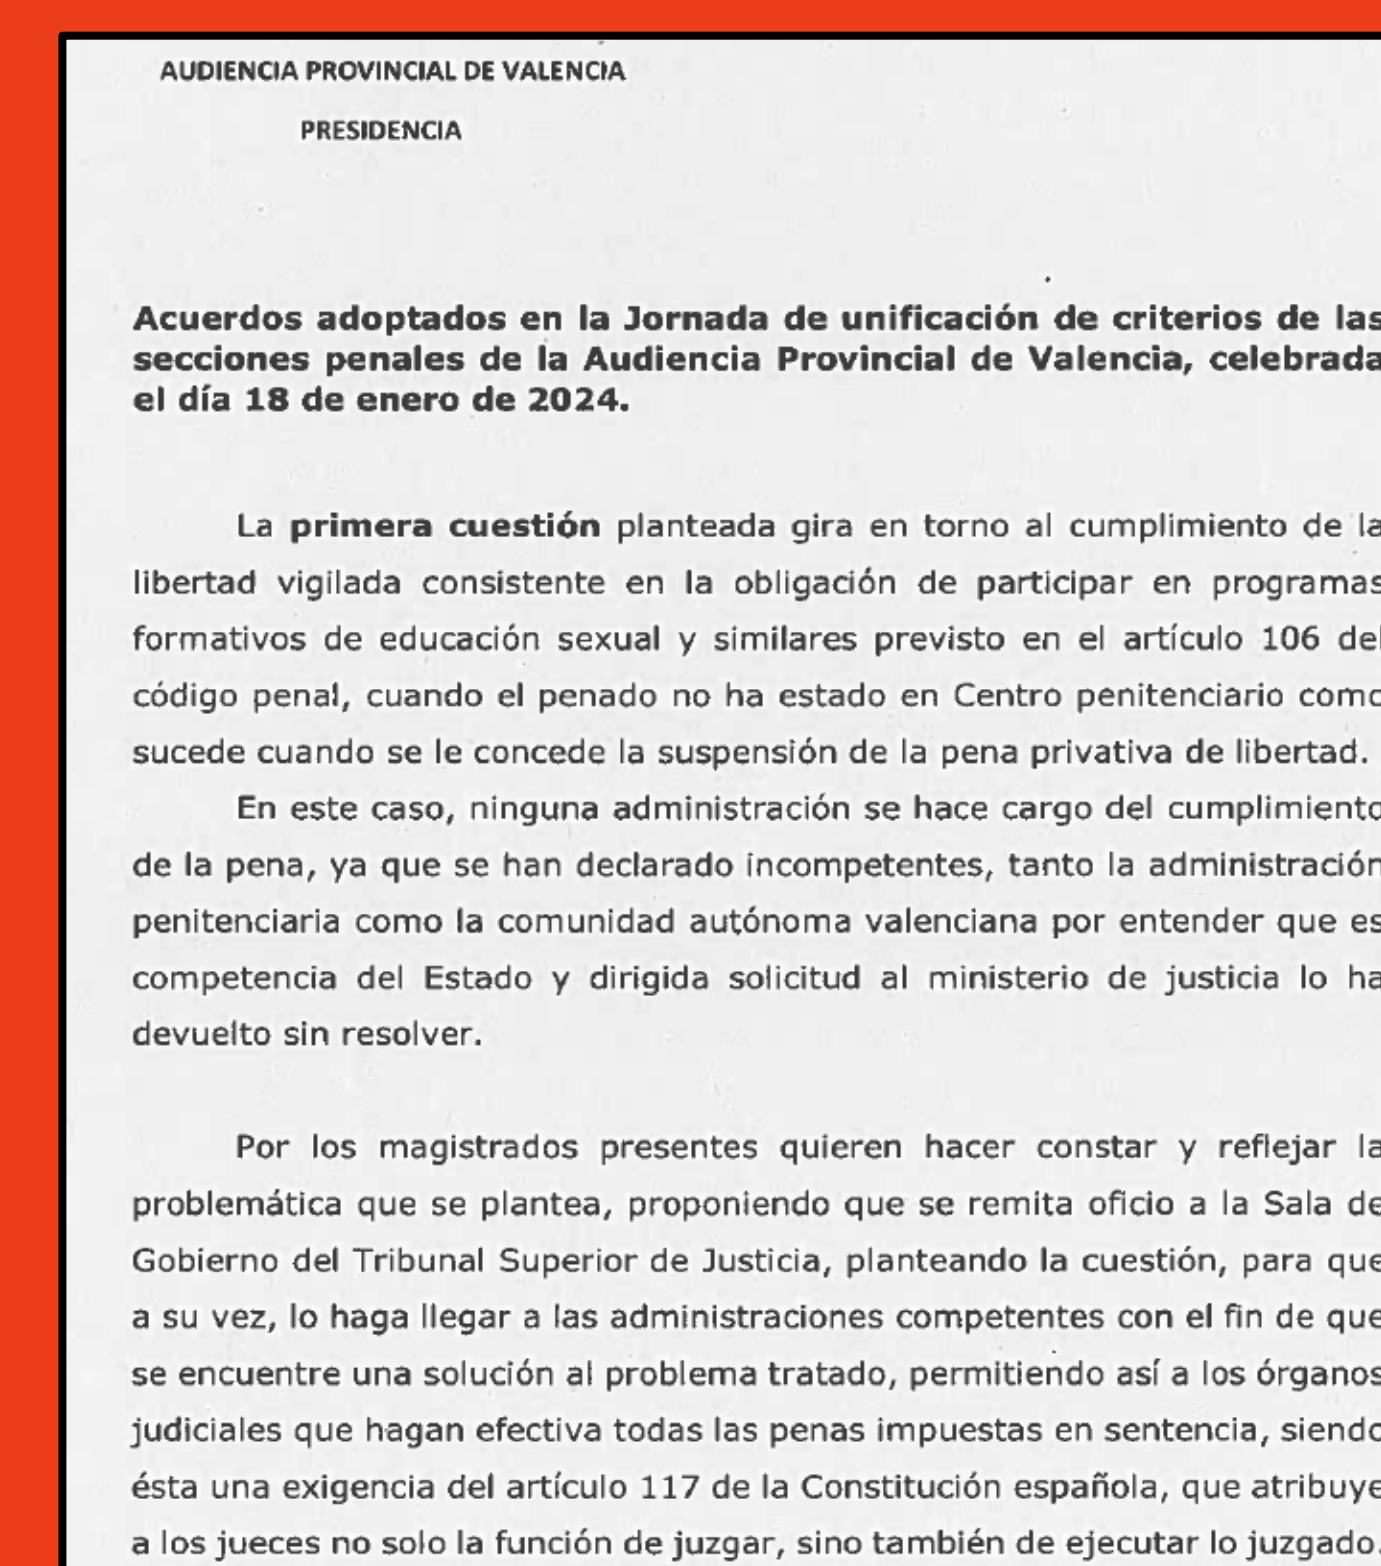 AUDIENCIA PROVINCIAL DE VALENCIA
PRESIDENCIA
Acuerdos adoptados en la Jornada de unificación de criterios de las
secciones penales de la Audiencia Provincial de Valencia, celebrada
el día 18 de enero de 2024.
La primera cuestión planteada gira en torno al cumplimiento de la
libertad vigilada consistente en la obligación de participar en programas
formativos de educación sexual y similares previsto en el artículo 106 del
código penal, cuando el penado no ha estado en Centro penitenciario como
sucede cuando se le concede la suspensión de la pena privativa de libertad.
En este caso, ninguna administración se hace cargo del cumplimiento
de la pena, ya que se han declarado incompetentes, tanto la administración
penitenciaria como la comunidad autónoma valenciana por entender que es
competencia del Estado y dirigida solicitud al ministerio de justicia lo ha
devuelto sin resolver.
Por los magistrados presentes quieren hacer constar y reflejar la
problemática que se plantea, proponiendo que se remita oficio a la Sala de
Gobierno del Tribunal Superior de Justicia, planteando la cuestión, para que
a su vez, lo haga llegar a las administraciones competentes con el fin de que
se encuentre una solución al problema tratado, permitiendo así a los órganos
judiciales que hagan efectiva todas las penas impuestas en sentencia, siendo
ésta una exigencia del artículo 117 de la Constitución española, que atribuye
a los jueces no solo la función de juzgar, sino también de ejecutar lo juzgado.